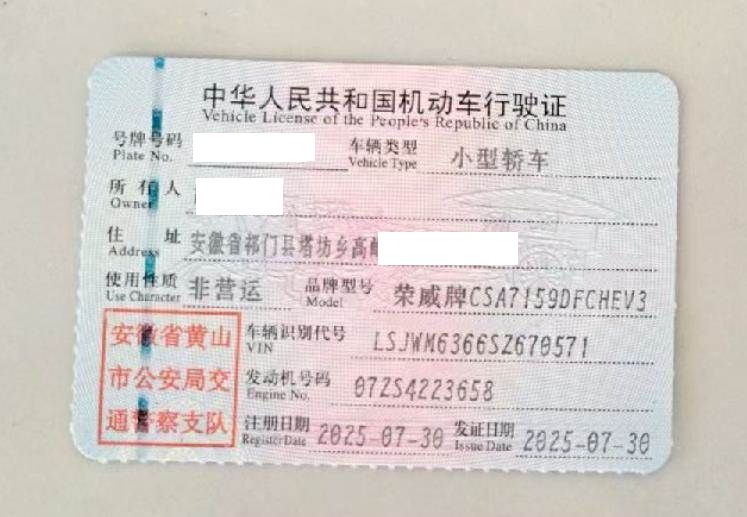 中华人民共和国机动车行驶证
Vehicle License of the People's Republic of China
号牌号码 车辆类型 小型轿车
Plate No. Vehicle Type
所有人
Owner
住 址 安徽省祁门县塔坊乡高
Address
使用性质 非营运 品牌型号 荣威牌CSA7159DFCHEV3
Use Character Model
安徽省黄山
市公安局交
通警察支队
车辆识别代号 LSJWM6366SZ670571
VIN
发动机号码 07ZS4223658
Engine No.
注册日期 2025-07-30 发证日期 2025-07-30
Register Date Issue Date